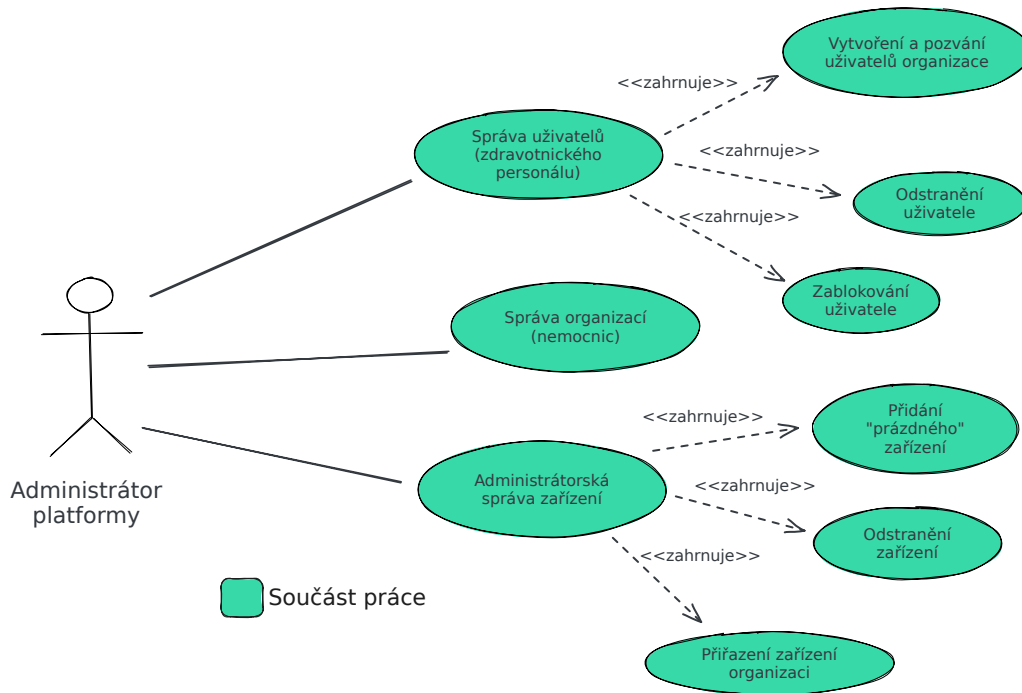 Vytvoření a pozvání
uživatelů organizace
<<zahrnuje>>
Správa uživatelů
(zdravotnického
personálu)
<<zahrnuje>>
Odstranění
uživatele
<<zahrnuje>>
Zablokování
uživatele
Správa organizací
(nemocnic)
<<zahrnuje>>
Přidání
"prázdného"
zařízení
Administrátorská
správa zařízení
<<zahrnuje>>
Odstranění
zařízení
<<zahrnuje>>
Administrátor
platformy
Součást práce
Přiřazení zařízení
organizaci